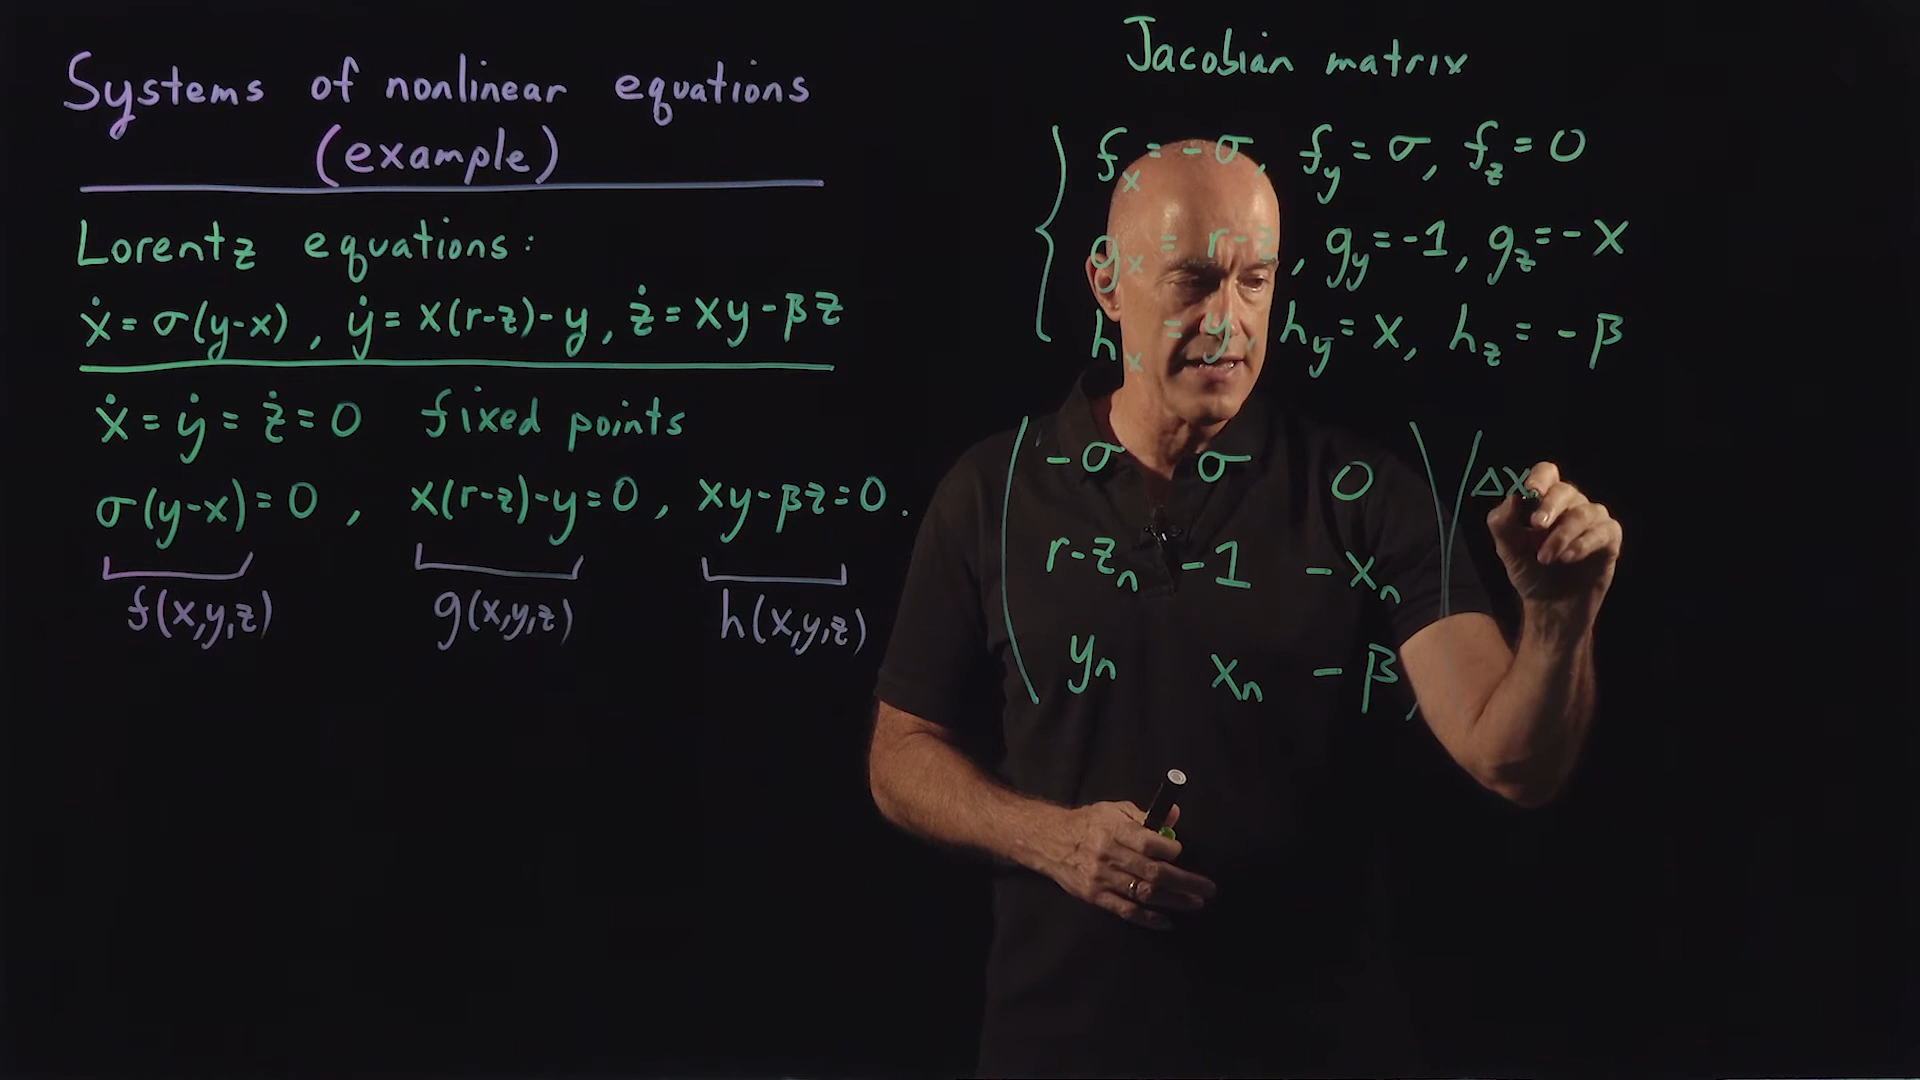 Systems of nonlinear equations
(example)
Lorentz equations:
ẋ = σ(y-x), ẏ = x(r-z)-y, ż = xy-βz
ẋ = ẏ = ż = 0 fixed points
σ(y-x)=0, x(r-z)-y=0, xy-βz=0.
f(x,y,z) g(x,y,z) h(x,y,z)
Jacobian matrix
f_x = -σ, f_y = σ, f_z = 0
g_x = r-z, g_y = -1, g_z = -x
h_x = y, h_y = x, h_z = -β
-σ σ 0 Δx
r-z_n -1 -x_n
y_n x_n -β